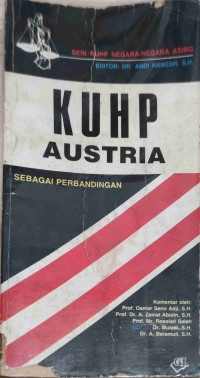 SERI KUHP NEGARA-NEGARA ASING
EDITOR: DR. ANDI HAMZAH, S.H.
KUHP
AUSTRIA
SEBAGAI PERBANDINGAN
Komentar oleh:
Prof. Oemar Seno Adji, S.H.
Prof. Dr. A. Zainal Abidin, S.H.
Prof. Mr. Roeslan Saleh
Dr. Muladi, S.H.
Dr. A. Baramuli, S.H.